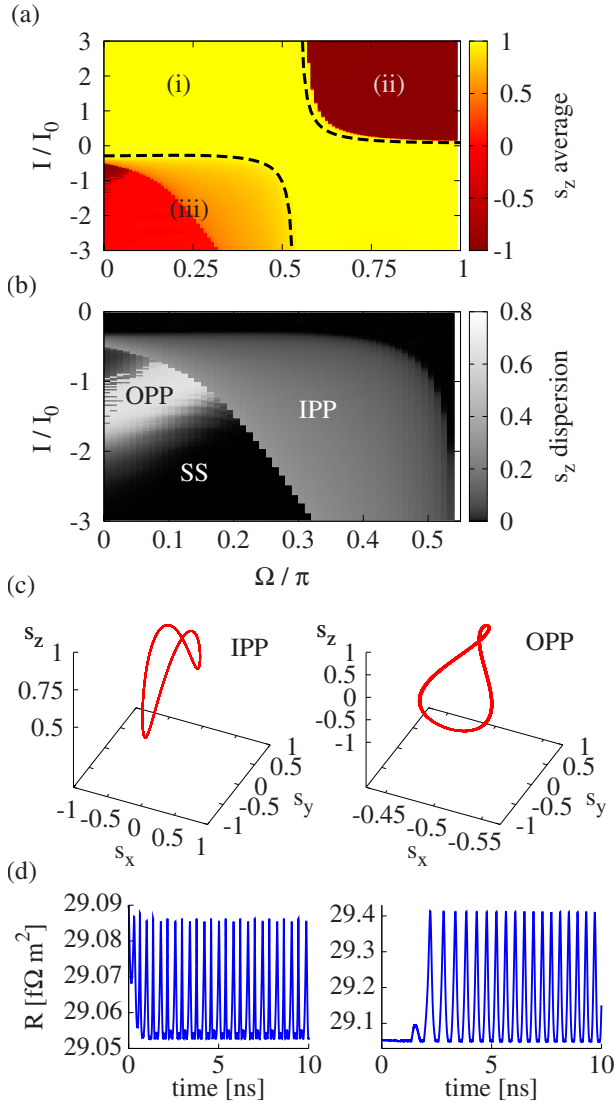 (a)
3
2
1
0
-1
-2
-3
I / I0
(i)
(ii)
(iii)
0
0.25
0.5
0.75
1
1
0.5
0
-0.5
-1
sz average
(b)
0
-1
-2
-3
I / I0
OPP
IPP
SS
0
0.1
0.2
0.3
0.4
0.5
Ω / π
0.8
0.6
0.4
0.2
0
sz dispersion
(c)
sz
1
0.75
0.5
IPP
-1
-0.5
0
0.5
1
sx
-1
-0.5
0
0.5
1
sy
sz
1
0.5
0
-0.5
-1
OPP
-0.45
-0.5
-0.55
sx
-1
-0.5
0
0.5
1
sy
(d)
R [fΩ m²]
29.09
29.08
29.07
29.06
29.05
0
5
10
time [ns]
29.4
29.3
29.2
29.1
0
5
10
time [ns]